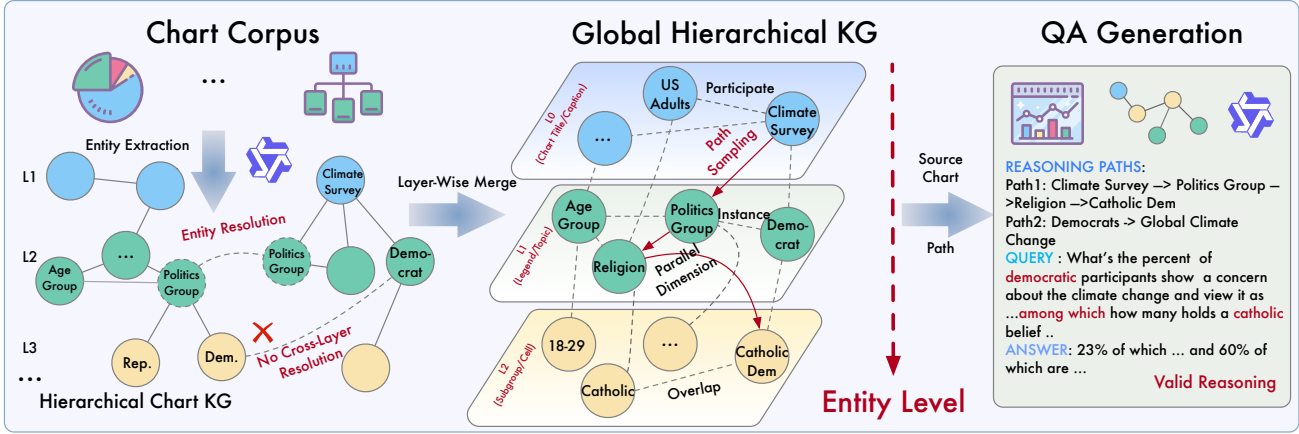 Chart Corpus
...
Entity Extraction
L1
Climate
Survey
Entity Resolution
L2
...
Age
Group
Politics
Group
Politics
Group
Demo-
crat
No Cross-Layer
Resolution
L3
Rep.
Dem.
...
Hierarchical Chart KG
Layer-Wise Merge
Global Hierarchical KG
L0
(Chart Title/Caption)
US
Adults
Participate
Climate
Survey
...
Path
Sampling
L1
(Legend/Topic)
Age
Group
Politics
Group
Instance
Demo-
crat
Religion
Parallel
Dimension
L2
(Subgroup/Cell)
18-29
...
Catholic
Dem
Catholic
Overlap
Entity Level
Source
Chart
Path
QA Generation
REASONING PATHS:
Path1: Climate Survey —> Politics Group —
>Religion —>Catholic Dem
Path2: Democrats -> Global Climate
Change
QUERY : What's the percent of
democratic participants show a concern
about the climate change and view it as
...among which how many holds a catholic
belief ..
ANSWER: 23% of which ... and 60% of
which are ...
Valid Reasoning